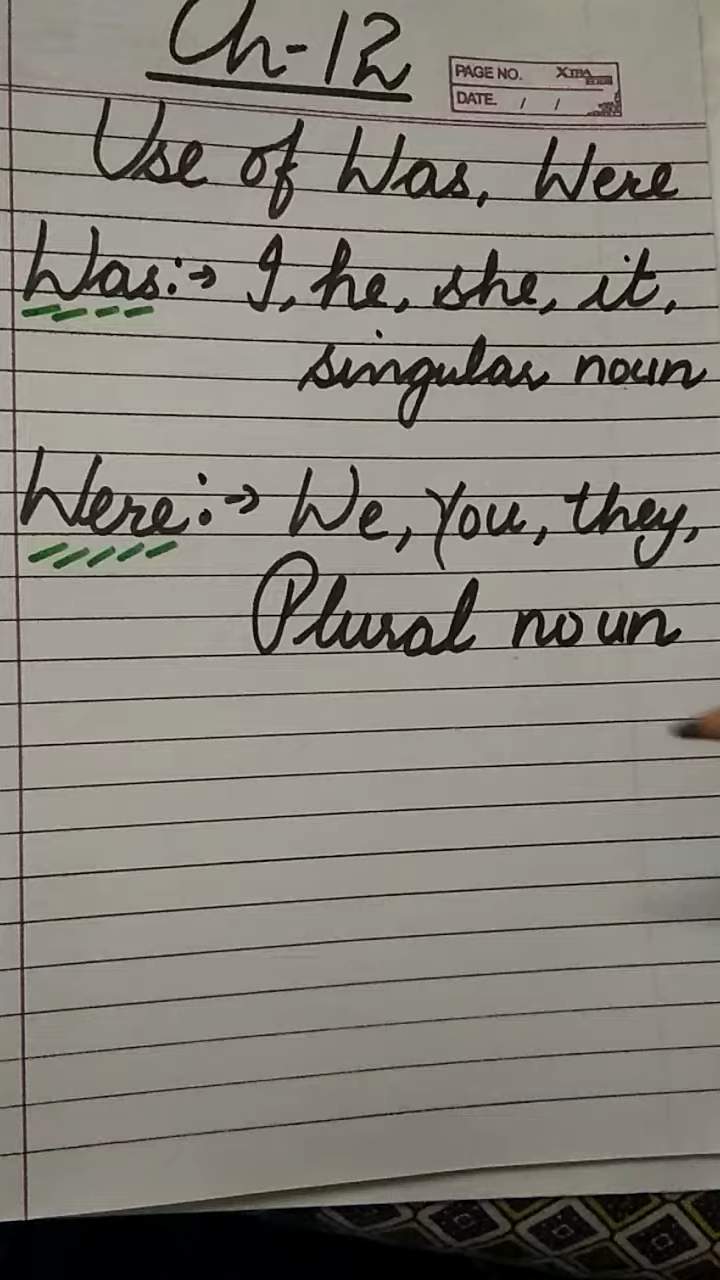 Ch-12
PAGE NO.
DATE. / /
Use of Was, Were
Was:→ I, he, she, it,
singular noun
Were:→ We, You, they,
Plural noun